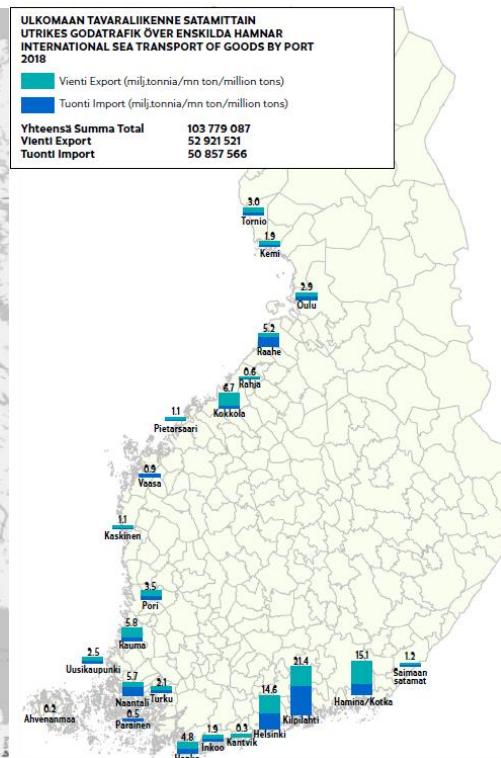 ULKOMAAN TAVARALIIKENNE SATAMITTAIN
UTRIKES GODATRAFIK ÖVER ENSKILDA HAMNAR
INTERNATIONAL SEA TRANSPORT OF GOODS BY PORT
2018
Vienti Export (milj.tonnia/mn ton/million tons)
Tuonti Import (milj.tonnia/mn ton/million tons)
Yhteensä Summa Total 103 779 087
Vienti Export 52 921 521
Tuonti Import 50 857 566
3.0
Tornio
1.9
Kemi
2.9
Oulu
5.2
Raahe
0.6
Rahja
6.7
Kokkola
1.1
Pietarsaari
0.9
Vaasa
1.1
Kaskinen
3.5
Pori
5.8
Rauma
2.5
Uusikaupunki
5.7
Naantali
2.1
Turku
0.2
Ahvenanmaa
0.5
Parainen
4.8
1.9
Inkoo
0.3
Kantvik
14.6
Helsinki
21.4
Kilpilahti
15.1
Hamina/Kotka
1.2
Saimaan
satamat